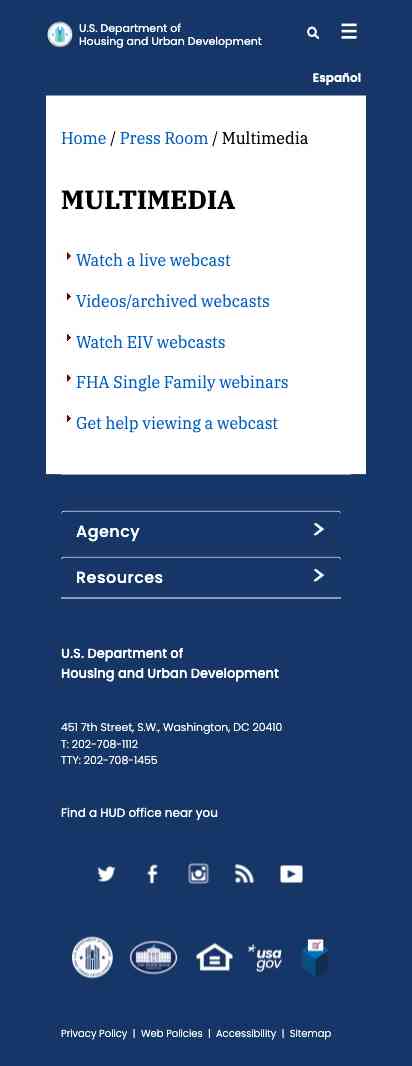 U.S. Department of
Housing and Urban Development
Español
Home / Press Room / Multimedia
MULTIMEDIA
Watch a live webcast
Videos/archived webcasts
Watch EIV webcasts
FHA Single Family webinars
Get help viewing a webcast
Agency
Resources
U.S. Department of
Housing and Urban Development
451 7th Street, S.W., Washington, DC 20410
T: 202-708-1112
TTY: 202-708-1455
Find a HUD office near you
*usa
gov
Privacy Policy | Web Policies | Accessibility | Sitemap